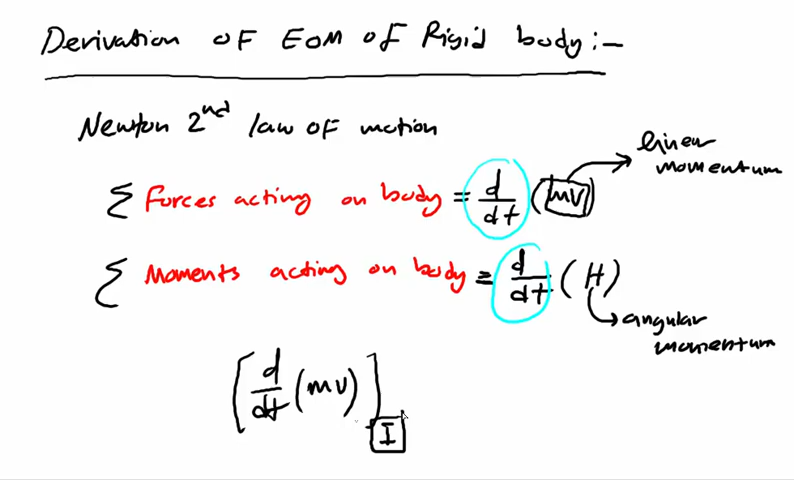 Derivation OF EOM OF Rigid body :-
Newton 2nd law OF motion
Σ Forces acting on body = d/dt (mv)
linear momentum
Σ Moments acting on body = d/dt (H)
angular momentum
[d/dt (mv)]I